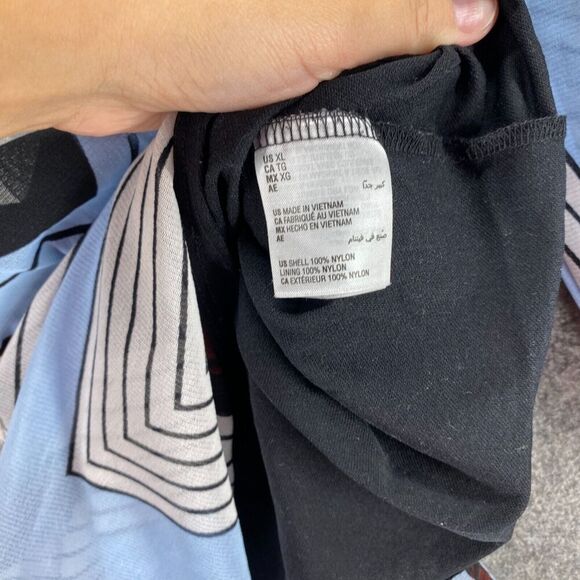 US XL
CA TG
MX XG
AE كبير جدًا
US MADE IN VIETNAM
CA FABRIQUÉ AU VIETNAM
MX HECHO EN VIETNAM
AE صنع في فيتنام
US SHELL 100% NYLON
LINING 100% NYLON
CA EXTÉRIEUR 100% NYLON